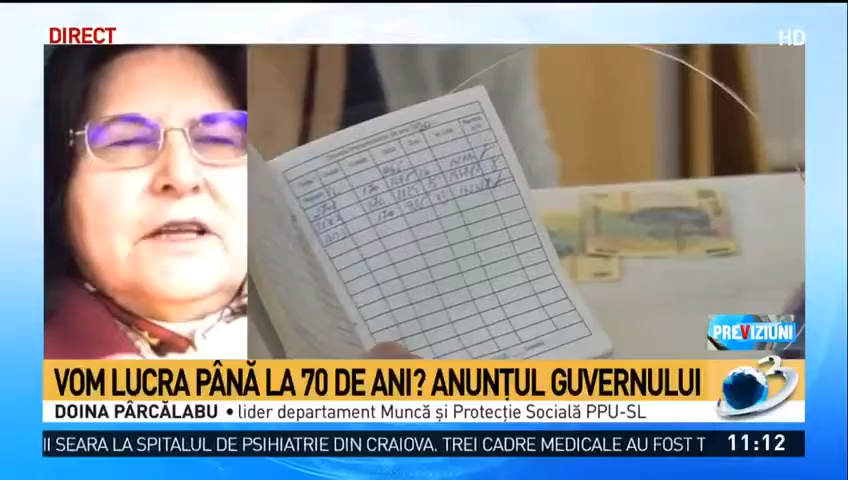 DIRECT
HD
PREVIZIUNI
VOM LUCRA PÂNĂ LA 70 DE ANI? ANUNȚUL GUVERNULUI
DOINA PÂRCĂLABU • lider departament Muncă și Protecție Socială PPU-SL
3
II SEARA LA SPITALUL DE PSIHIATRIE DIN CRAIOVA. TREI CADRE MEDICALE AU FOST T
11:12